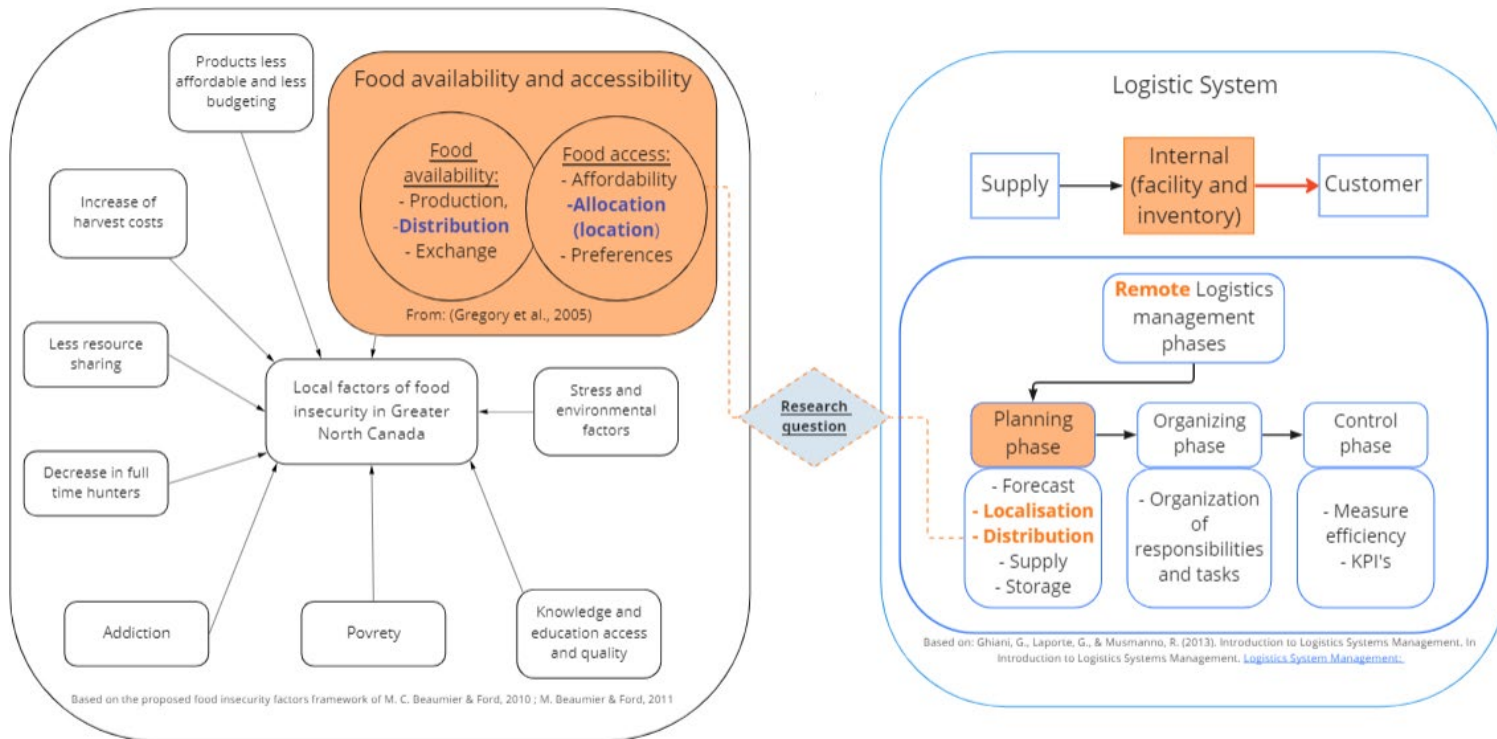 Products less
affordable and less
budgeting
Increase of
harvest costs
Less resource
sharing
Decrease in full
time hunters
Addiction
Povrety
Knowledge and
education access
and quality
Stress and
environmental
factors
Local factors of food
insecurity in Greater
North Canada
Food availability and accessibility
Food
availability:
- Production,
-Distribution
- Exchange
Food access:
- Affordability
-Allocation
(location)
- Preferences
From: (Gregory et al., 2005)
Based on the proposed food insecurity factors framework of M. C. Beaumier & Ford, 2010 ; M. Beaumier & Ford, 2011
Research
question
Logistic System
Supply
Internal
(facility and
inventory)
Customer
Remote Logistics
management
phases
Planning
phase
- Forecast
- Localisation
- Distribution
- Supply
- Storage
Organizing
phase
- Organization
of
responsibilities
and tasks
Control
phase
- Measure
efficiency
- KPI's
Based on: Ghiani, G., Laporte, G., & Musmanno, R. (2013). Introduction to Logistics Systems Management. In
Introduction to Logistics Systems Management. Logistics System Management: